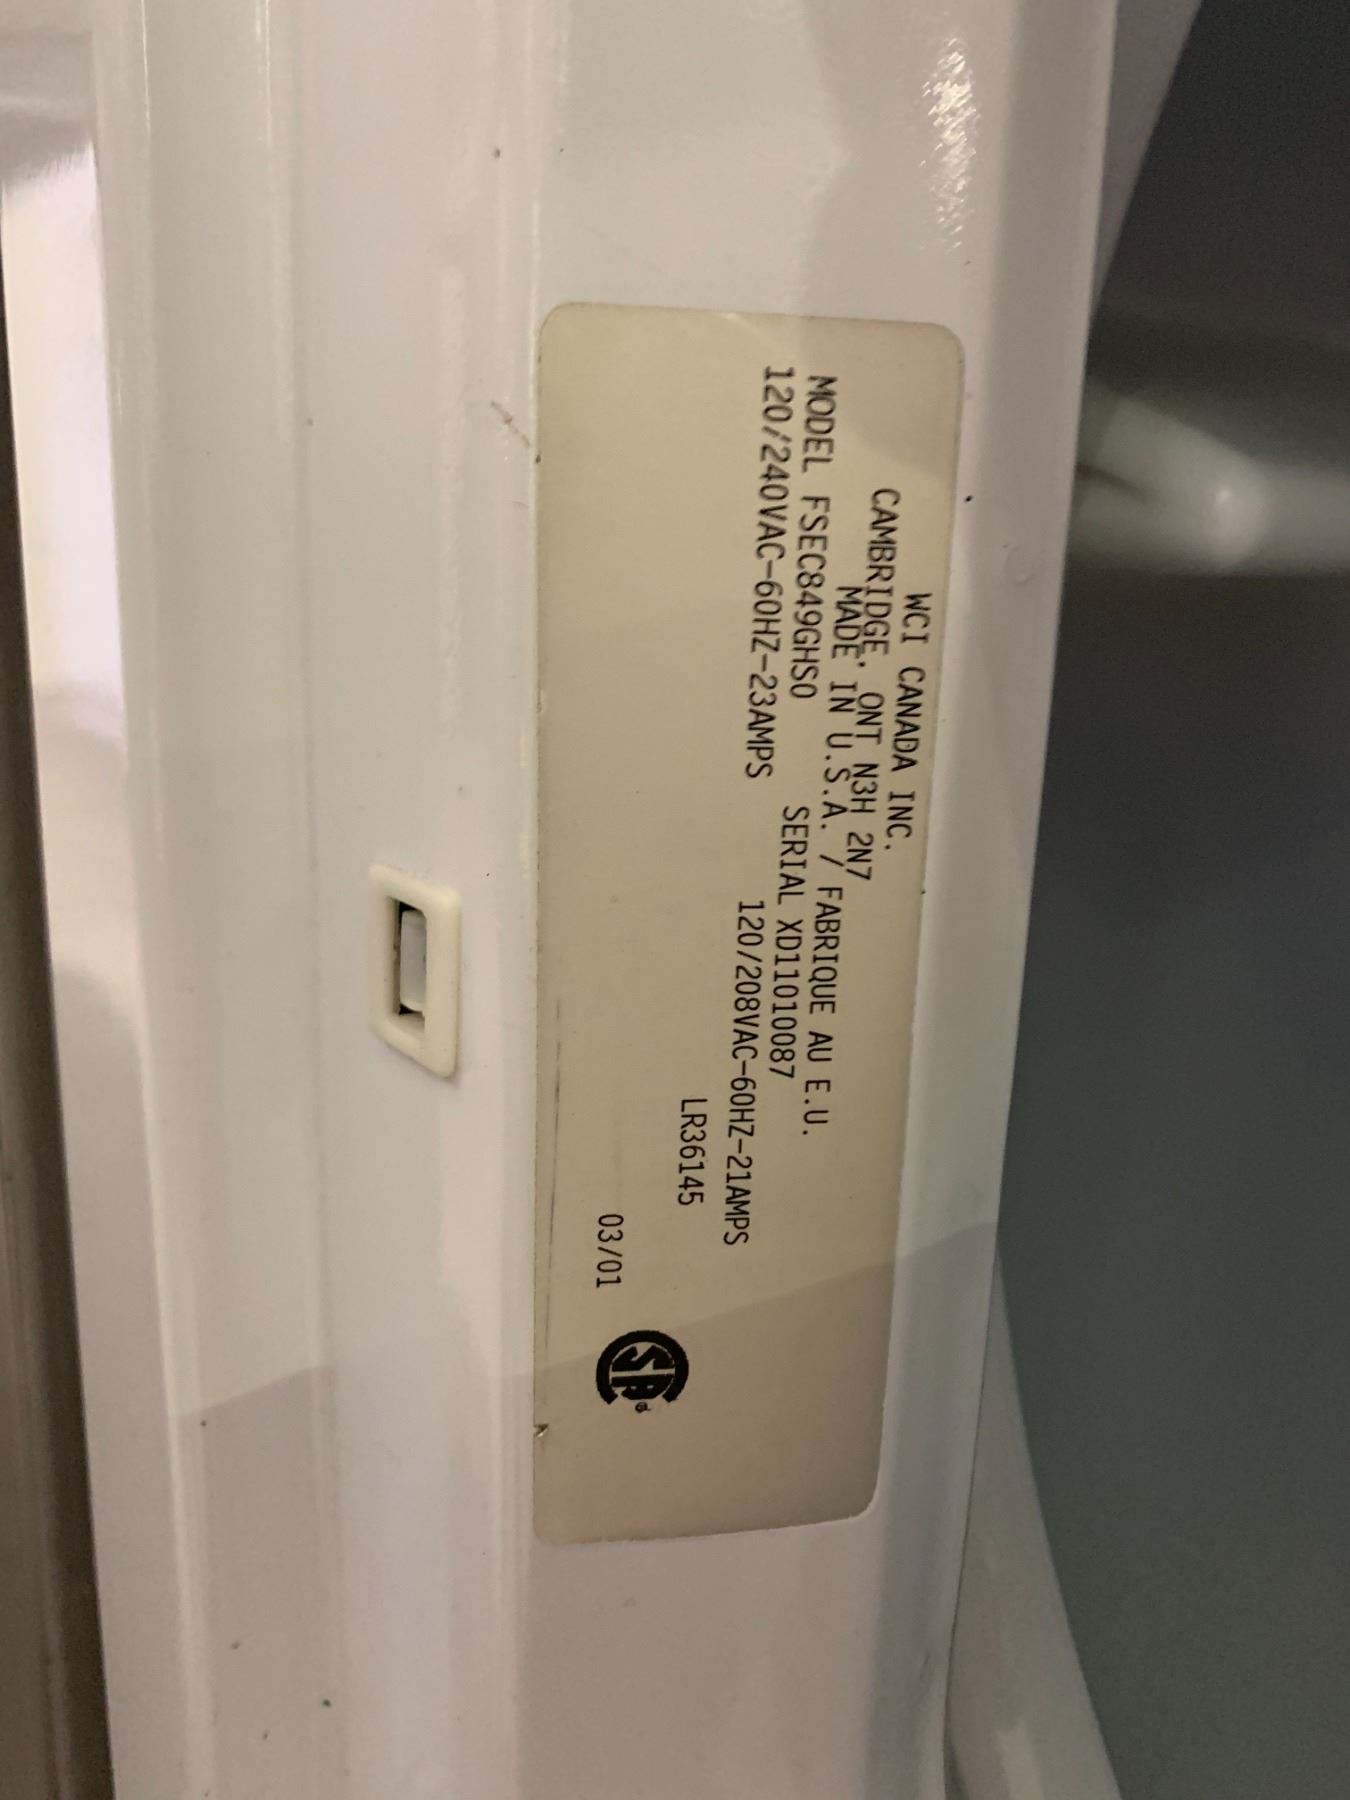 WCI CANADA INC.
CAMBRIDGE, ONT N3H 2N7
MADE IN U.S.A. / FABRIQUE AU E.U.
MODEL FSEC849GHS0 SERIAL XD11010087
120/240VAC-60HZ-23AMPS 120/208VAC-60HZ-21AMPS
LR36145
03/01
SA®